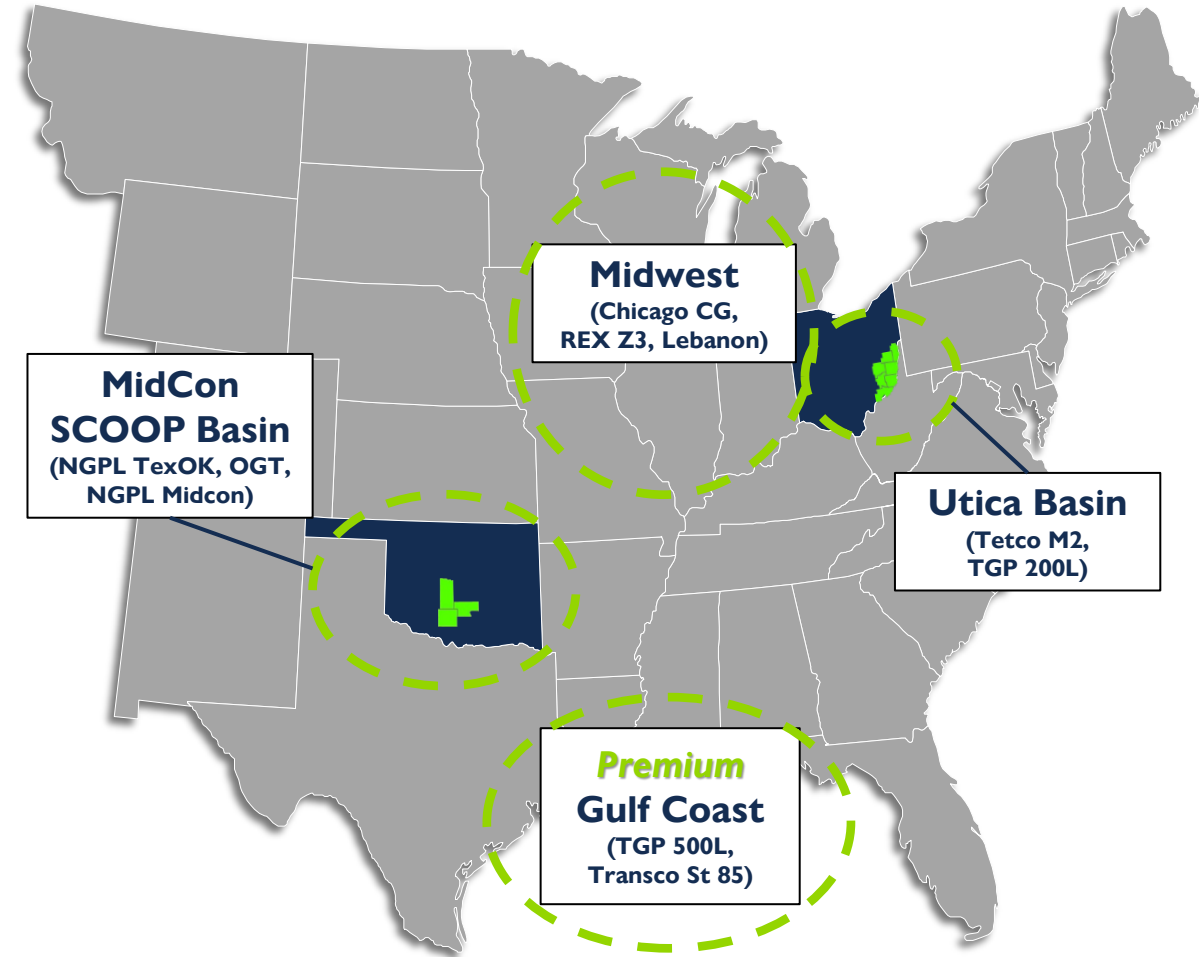 Midwest
(Chicago CG,
REX Z3, Lebanon)
MidCon
SCOOP Basin
(NGPL TexOK, OGT,
NGPL Midcon)
Utica Basin
(Tetco M2,
TGP 200L)
Premium
Gulf Coast
(TGP 500L,
Transco St 85)